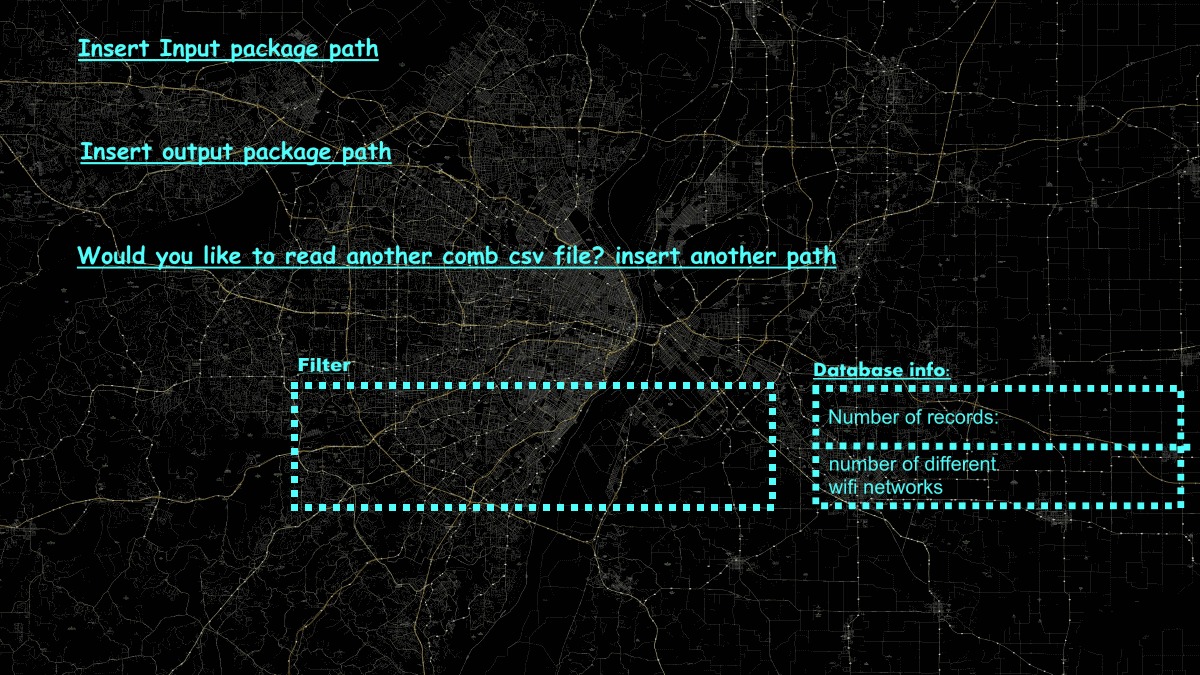 Insert Input package path
Insert output package path
Would you like to read another comb csv file? insert another path
Filter
Database info:
Number of records:
number of different
wifi networks